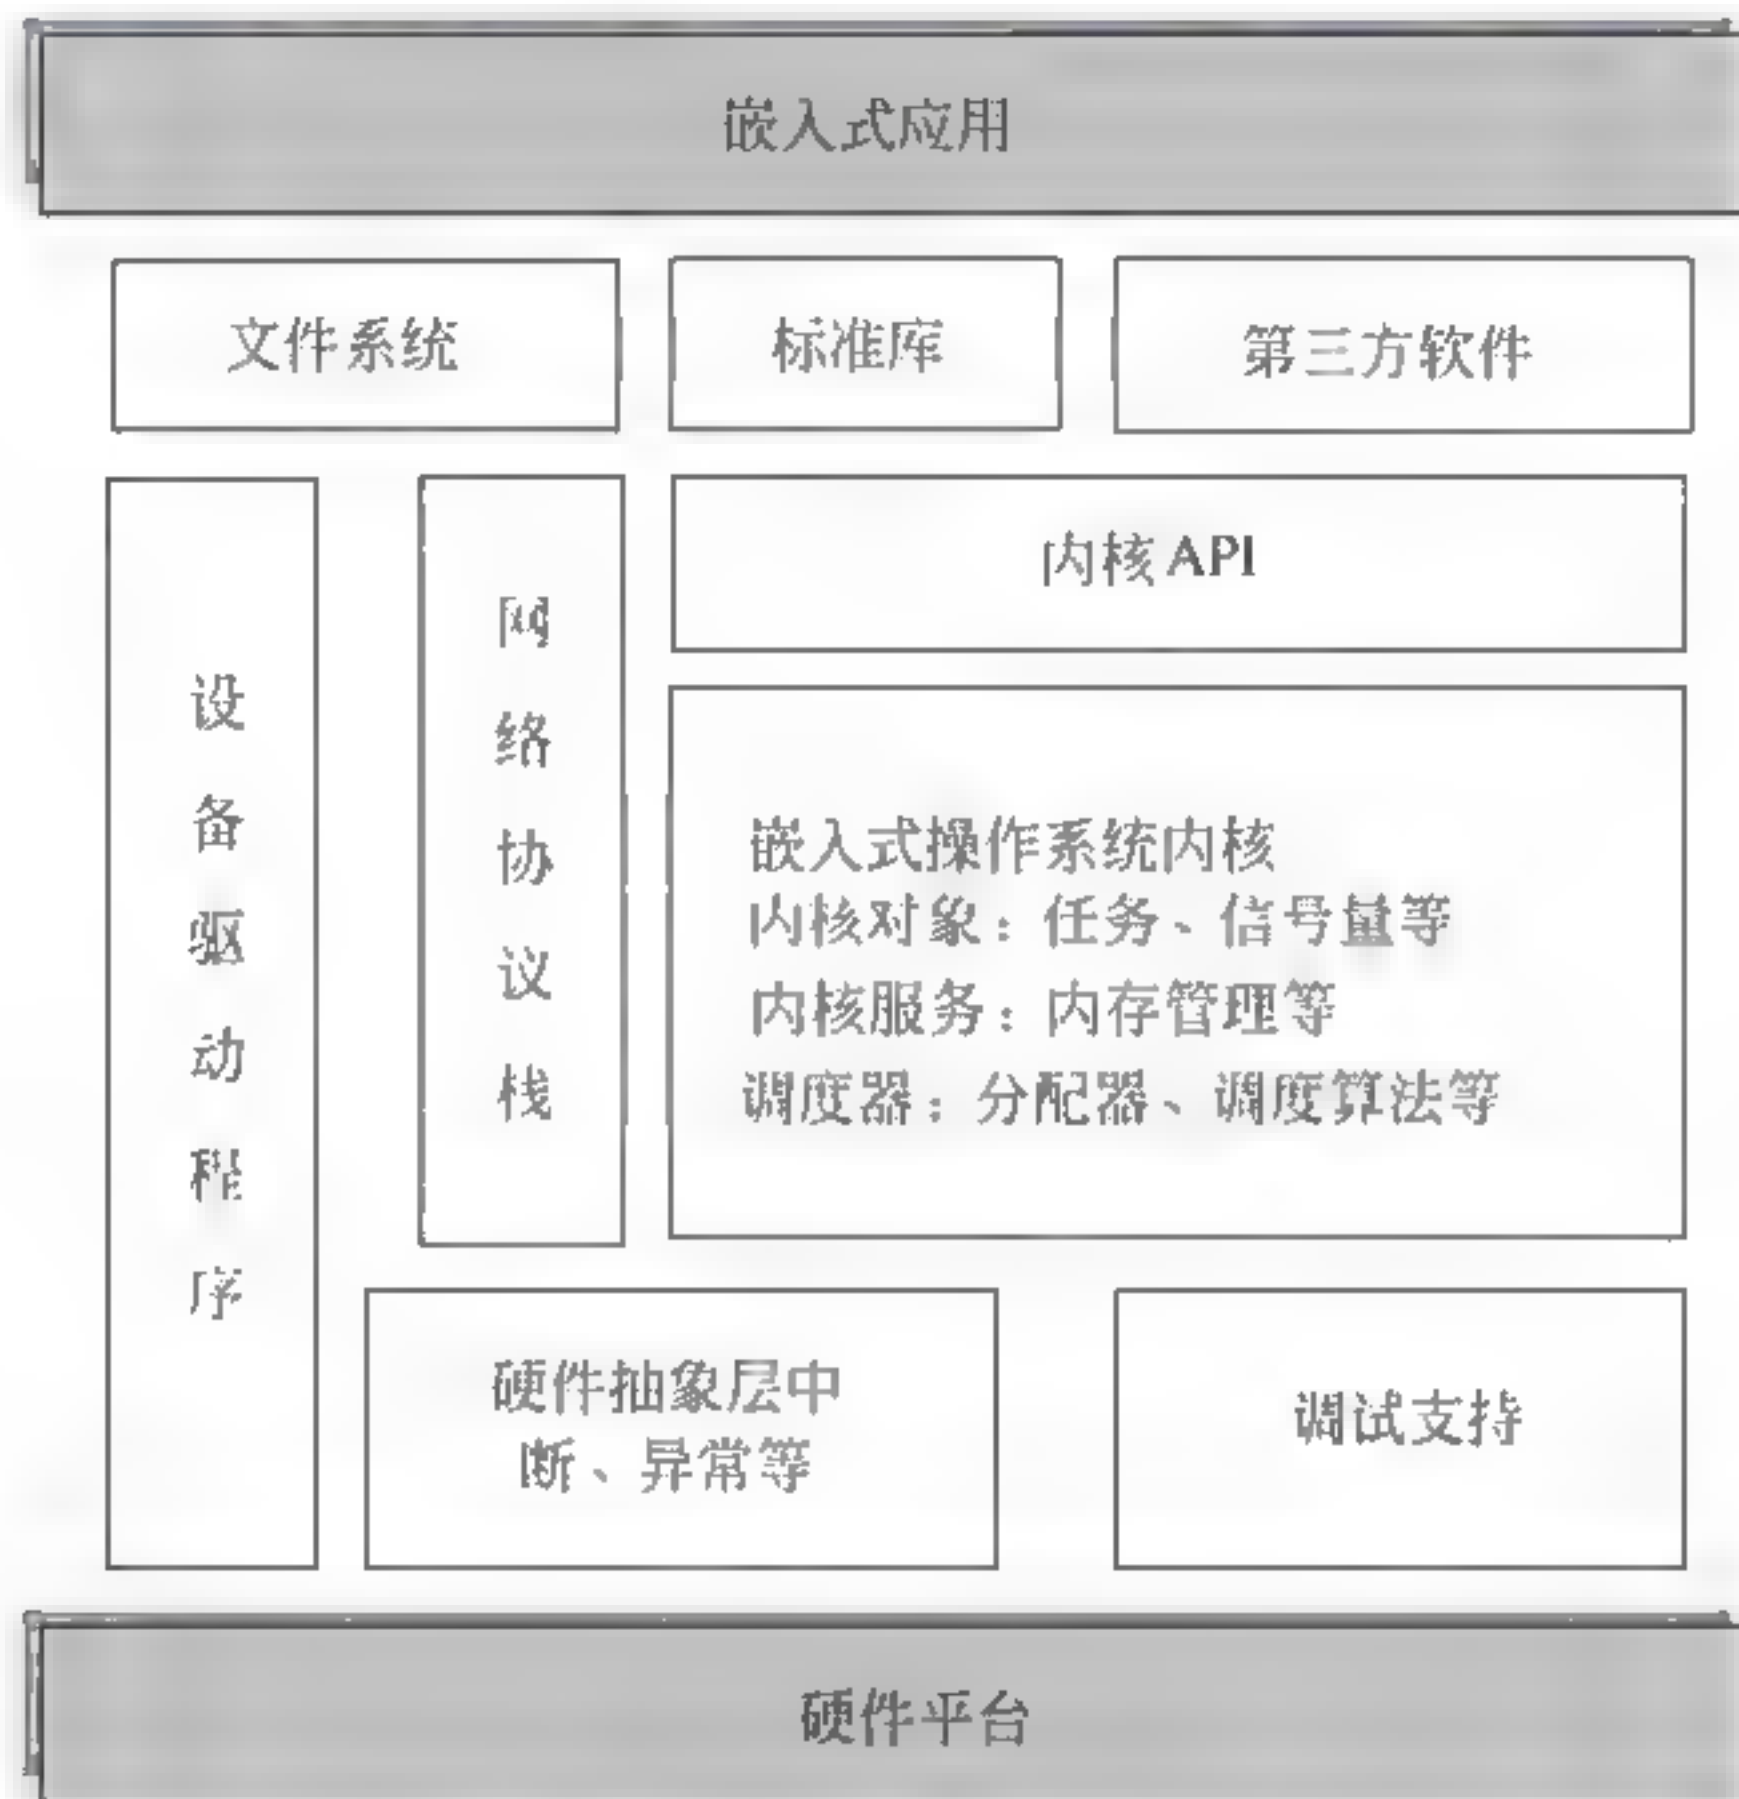 嵌入式应用
文件系统
标准库
第三方软件
设备驱动程序
网络协议栈
内核API
嵌入式操作系统内核
内核对象：任务、信号量等
内核服务：内存管理等
调度器：分配器、调度算法等
硬件抽象层中
断、异常等
调试支持
硬件平台